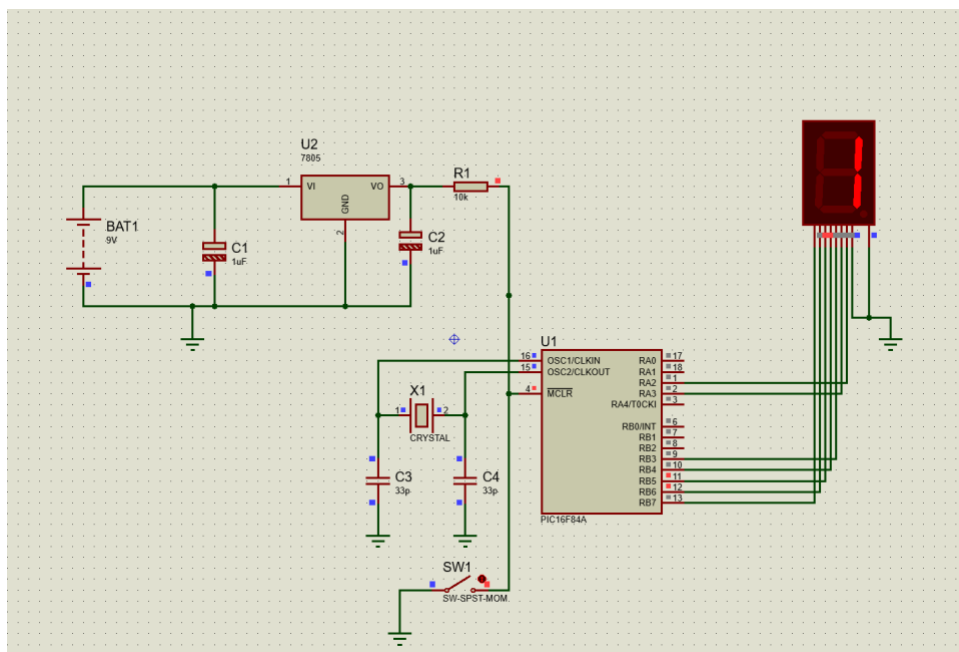 U2
7805
1
VI
VO
3
GND
2
R1
10k
BAT1
9V
C1
1uF
C2
1uF
U1
16
OSC1/CLKIN
15
OSC2/CLKOUT
4
MCLR
RA0
17
RA1
18
RA2
1
RA3
2
RA4/T0CKI
3
RB0/INT
6
RB1
7
RB2
8
RB3
9
RB4
10
RB5
11
RB6
12
RB7
13
PIC16F84A
X1
1
2
CRYSTAL
C3
33p
C4
33p
SW1
SW-SPST-MOM
1